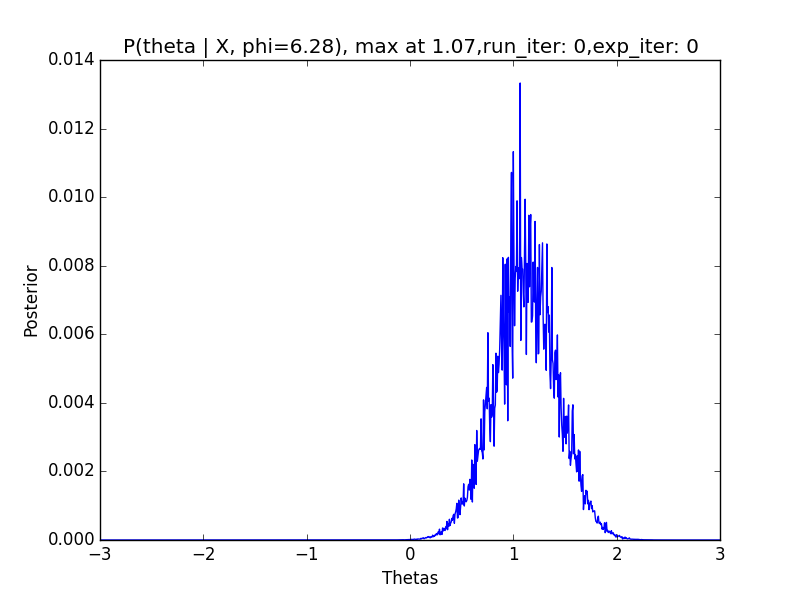 P(theta | X, phi=6.28), max at 1.07,run_iter: 0,exp_iter: 0
0.014
0.012
0.010
0.008
0.006
0.004
0.002
0.000
Posterior
−3 −2 −1 0 1 2 3
Thetas